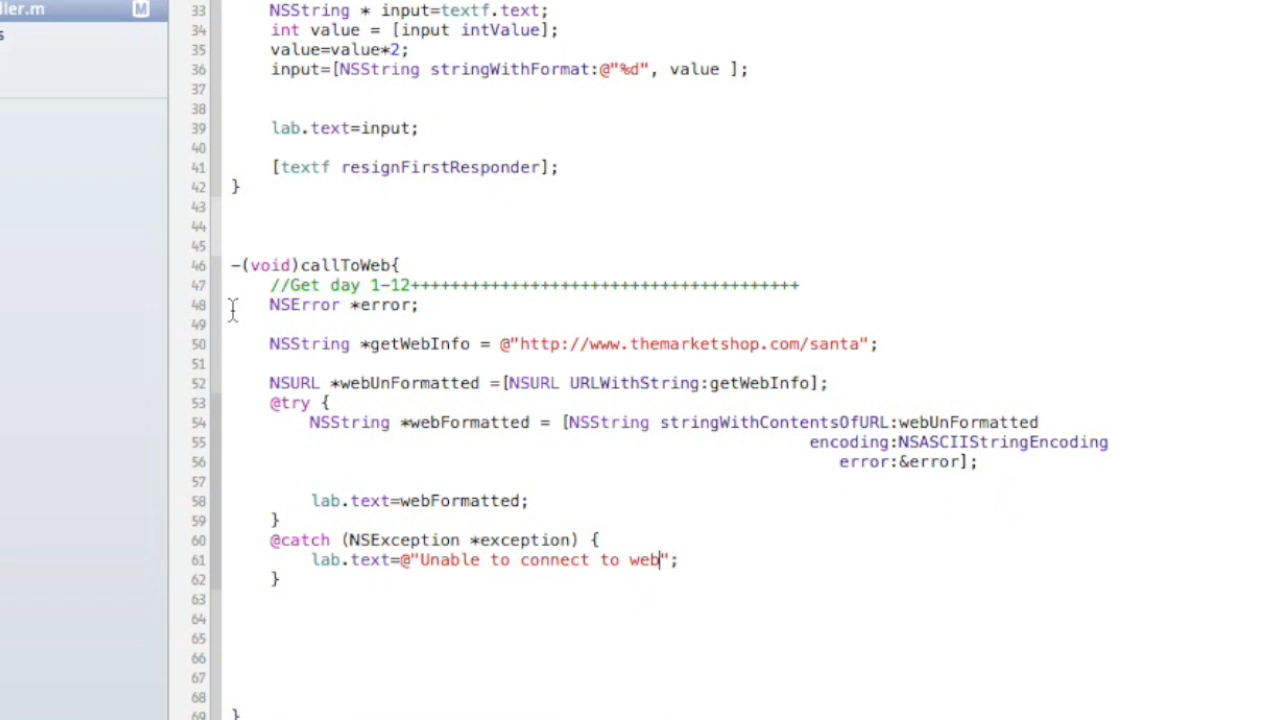 ller.m
M
s
33 NSString * input=textf.text;
34 int value = [input intValue];
35 value=value*2;
36 input=[NSString stringWithFormat:@"%d", value ];
37
38
39 lab.text=input;
40
41 [textf resignFirstResponder];
42 }
43
44
45
46 -(void)callToWeb{
47 //Get day 1-12+++++++++++++++++++++++++++++++++++++++
48 NSError *error;
49
50 NSString *getWebInfo = @"http://www.themarketshop.com/santa";
51
52 NSURL *webUnFormatted =[NSURL URLWithString:getWebInfo];
53 @try {
54 NSString *webFormatted = [NSString stringWithContentsOfURL:webUnFormatted
55 encoding:NSASCIIStringEncoding
56 error:&error];
57
58 lab.text=webFormatted;
59 }
60 @catch (NSException *exception) {
61 lab.text=@"Unable to connect to web";
62 }
63
64
65
66
67
68
69 }